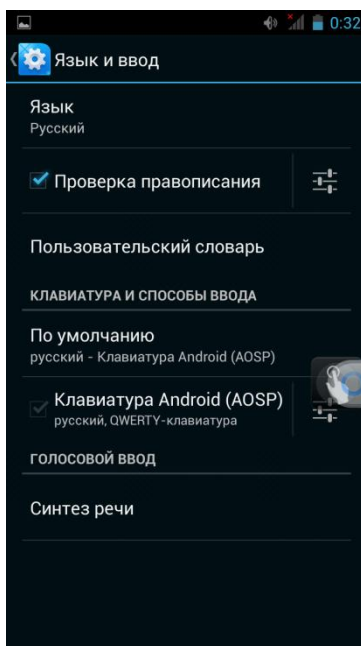 0:32
Язык и ввод
Язык
Русский
Проверка правописания
Пользовательский словарь
КЛАВИАТУРА И СПОСОБЫ ВВОДА
По умолчанию
русский - Клавиатура Android (AOSP)
Клавиатура Android (AOSP)
русский, QWERTY-клавиатура
ГОЛОСОВОЙ ВВОД
Синтез речи